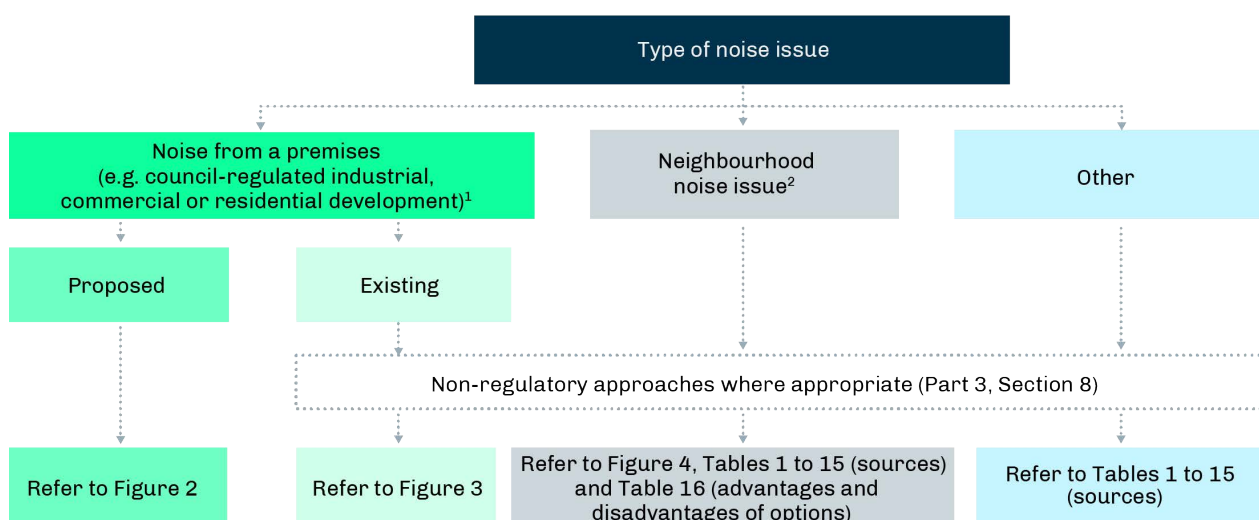 Type of noise issue
Noise from a premises
(e.g. council-regulated industrial,
commercial or residential development)¹
Neighbourhood
noise issue²
Other
Proposed
Existing
Non-regulatory approaches where appropriate (Part 3, Section 8)
Refer to Figure 2
Refer to Figure 3
Refer to Figure 4, Tables 1 to 15 (sources)
and Table 16 (advantages and
disadvantages of options)
Refer to Tables 1 to 15
(sources)